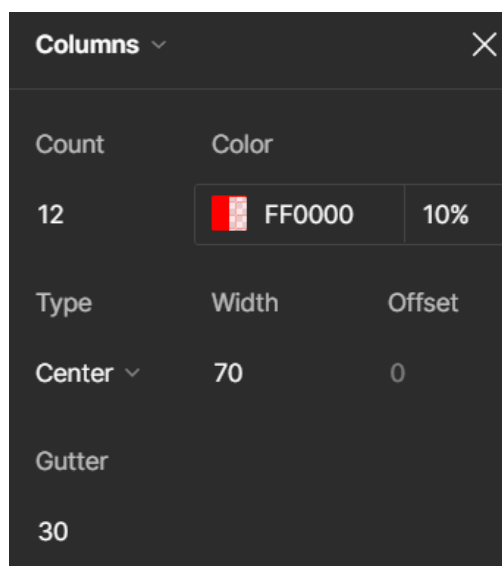 Columns
Count Color
12 FF0000 10%
Type Width Offset
Center 70 0
Gutter
30